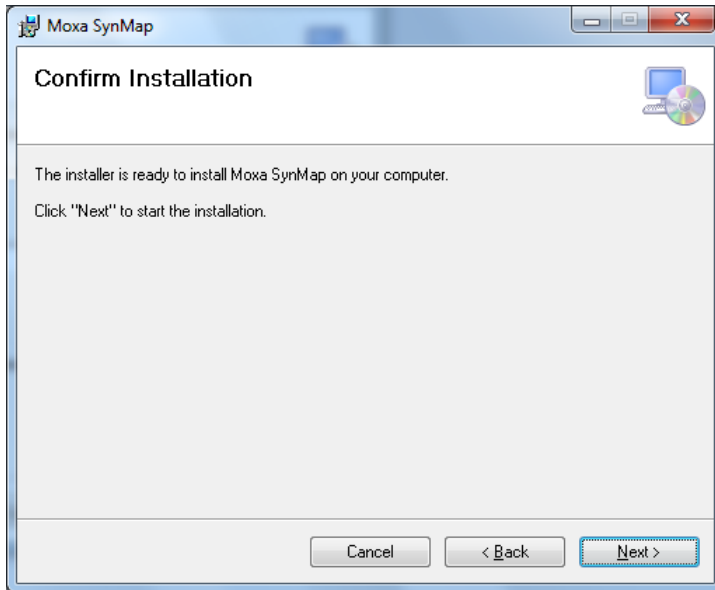 Moxa SynMap
Confirm Installation
The installer is ready to install Moxa SynMap on your computer.
Click "Next" to start the installation.
Cancel
< Back
Next >